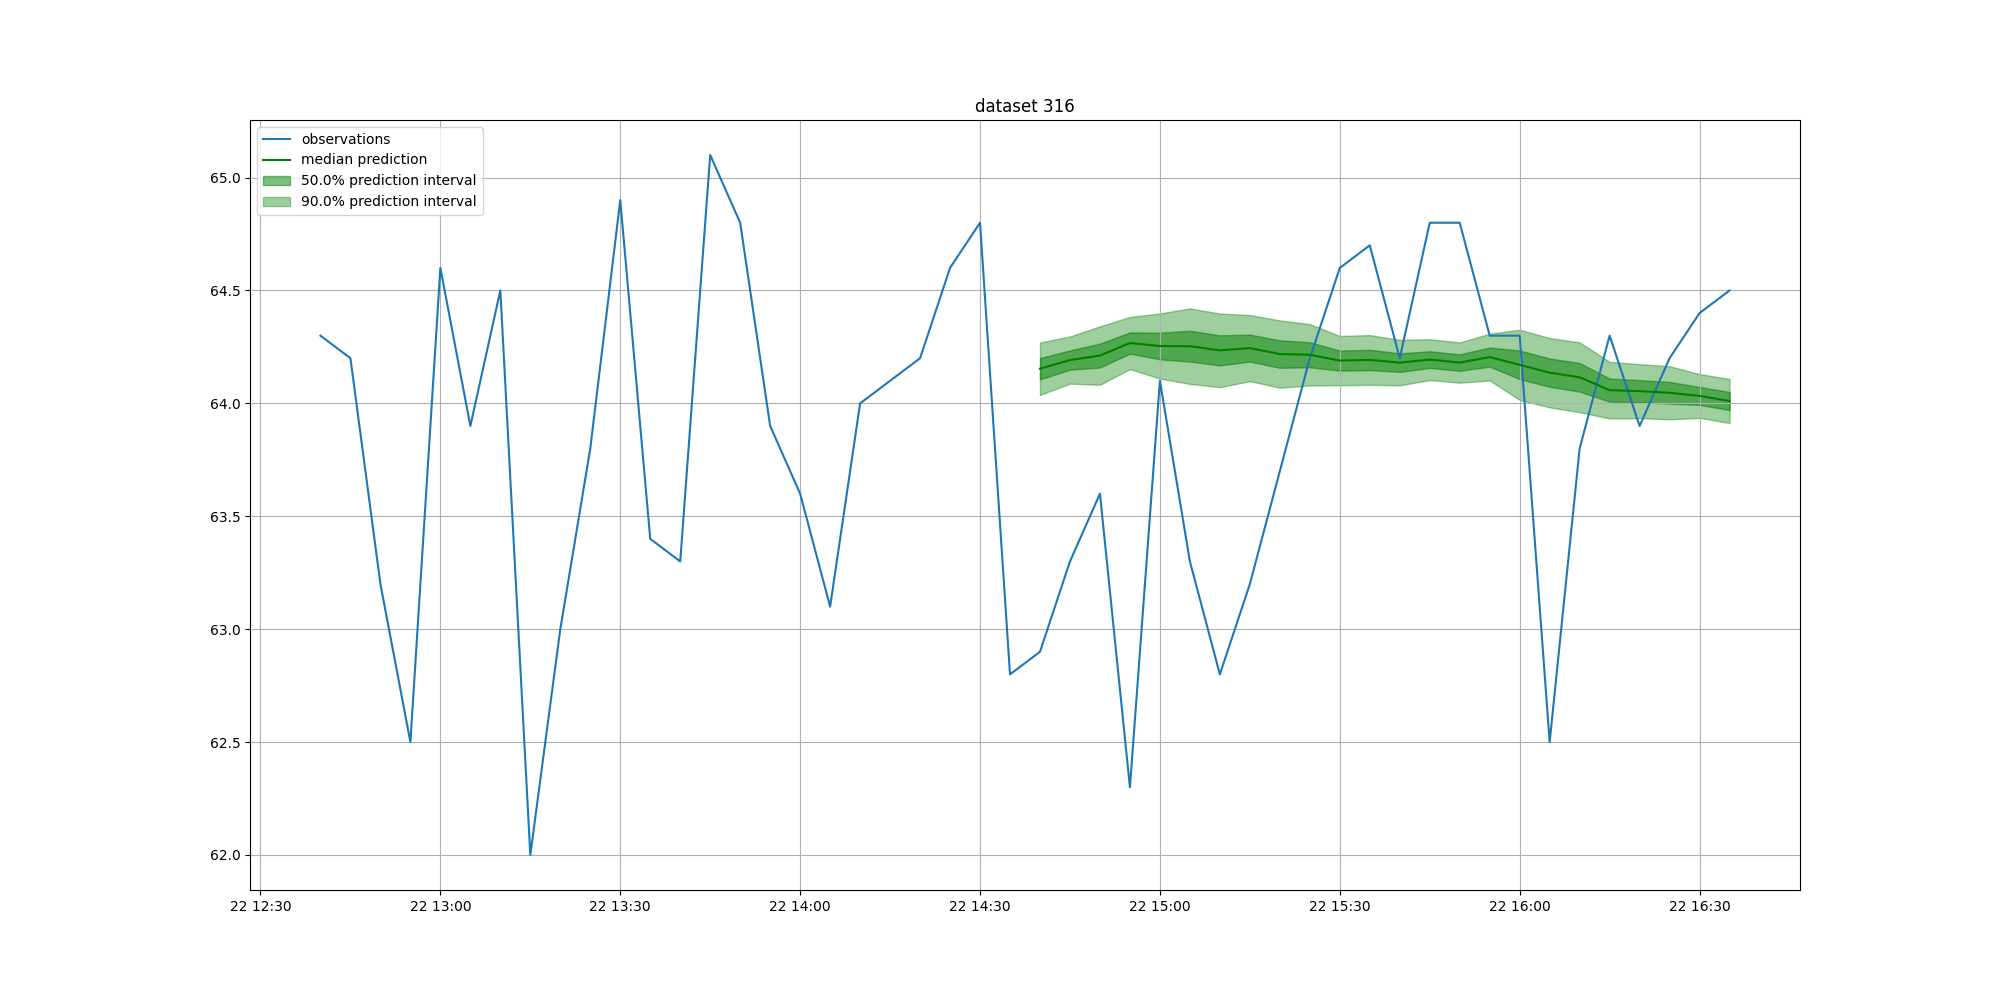 dataset 316
observations
median prediction
50.0% prediction interval
90.0% prediction interval
65.0
64.5
64.0
63.5
63.0
62.5
62.0
22 12:30 22 13:00 22 13:30 22 14:00 22 14:30 22 15:00 22 15:30 22 16:00 22 16:30